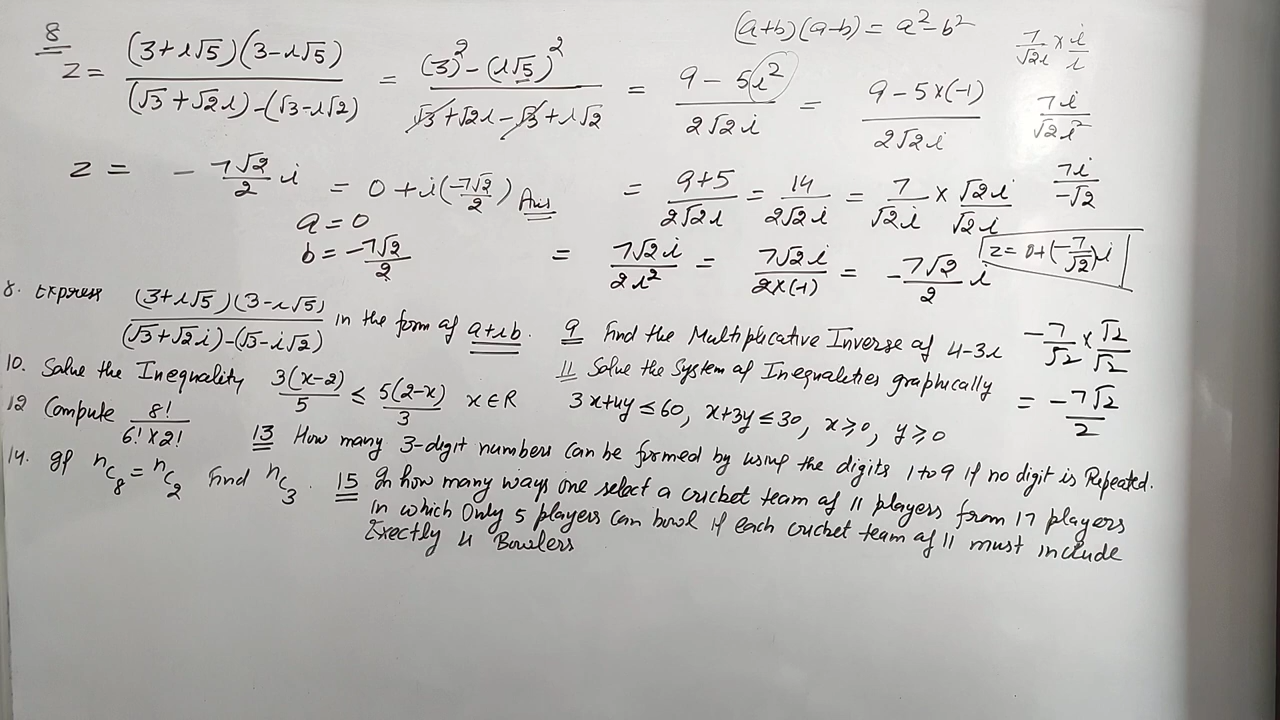 8
(a+b)(a-b) = a²-b²
z = (3+i√5)(3-i√5) / (√3+√2i)-(√3-i√2) = (3)²-(i√5)² / √3+√2i-√3+i√2 = 9-5i² / 2√2i = 9-5×(-1) / 2√2i
7/√2i × i/i
7i/√2i²
7i/-√2
z = - 7√2/2 i = 0+i(-7√2/2) Ans
= 9+5/2√2i = 14/2√2i = 7/√2i × √2i/√2i
a=0
b = -7√2/2
= 7√2i/2i² = 7√2i/2×(-1) = -7√2/2 i
z = 0+(-7/√2)i
-7/√2 × √2/√2
= -7√2/2
8. Express (3+i√5)(3-i√5) / (√3+√2i)-(√3-i√2) in the form of a+ib. 9 Find the Multiplicative Inverse of 4-3i
10. Solve the Inequality 3(x-2)/5 ≤ 5(2-x)/3 x∈R 11 Solve the System of Inequalities graphically
3x+4y≤60, x+3y≤30, x≥0, y≥0
12 Compute 8!/6!×2! 13 How many 3-digit numbers can be formed by using the digits 1 to 9 if no digit is Repeated.
14. If ⁿC₈ = ⁿC₂ Find ⁿC₃. 15 In how many ways one select a cricket team of 11 players from 17 players
in which Only 5 players can bowl if each cricket team of 11 must include
Exectly 4 Bowlers